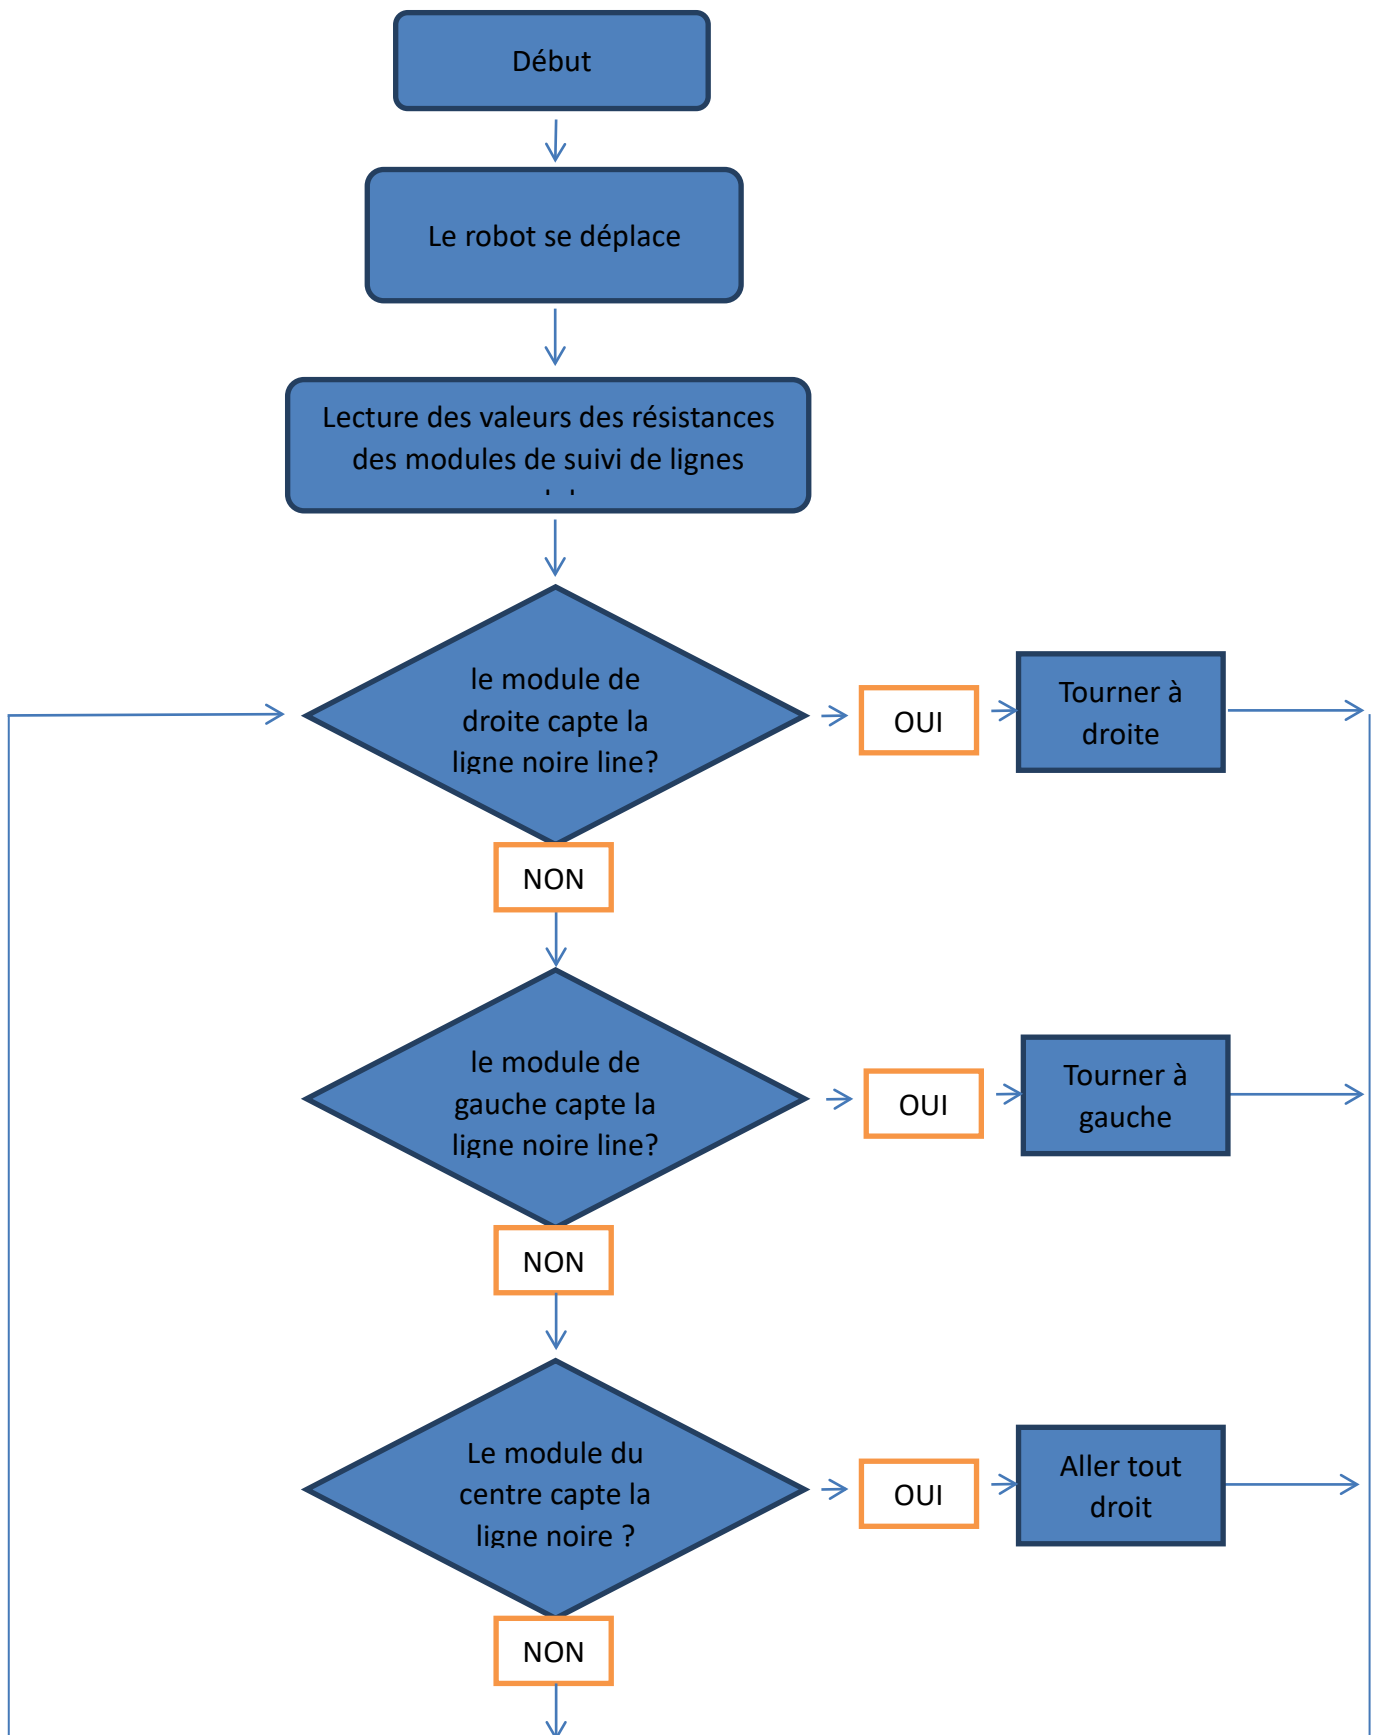 Début
Le robot se déplace
Lecture des valeurs des résistances
des modules de suivi de lignes
le module de
droite capte la
ligne noire line?
OUI
Tourner à
droite
NON
le module de
gauche capte la
ligne noire line?
OUI
Tourner à
gauche
NON
Le module du
centre capte la
ligne noire ?
OUI
Aller tout
droit
NON